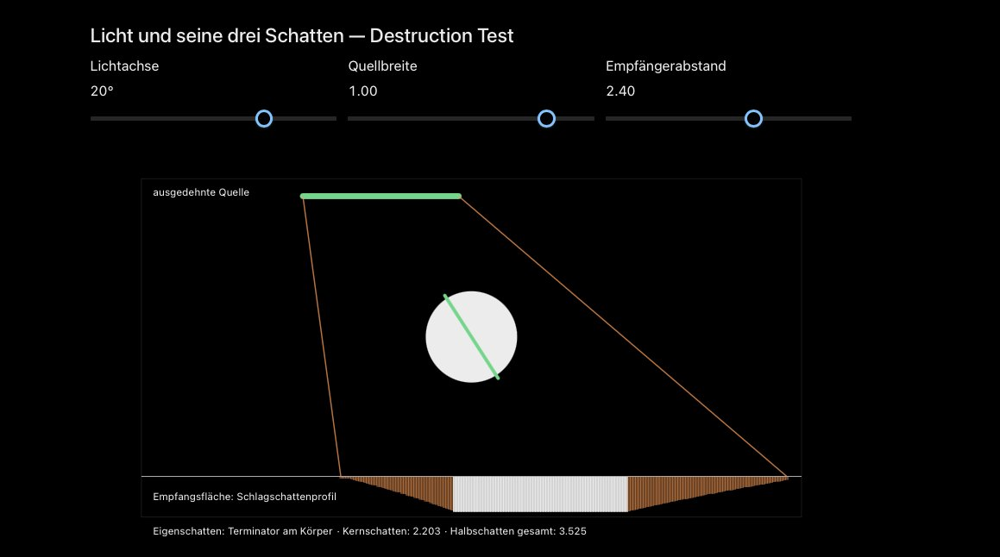 Licht und seine drei Schatten — Destruction Test
Lichtachse
Quellbreite
Empfängerabstand
20°
1.00
2.40
ausgedehnte Quelle
Empfangsfläche: Schlagschattenprofil
Eigenschatten: Terminator am Körper · Kernschatten: 2.203 · Halbschatten gesamt: 3.525